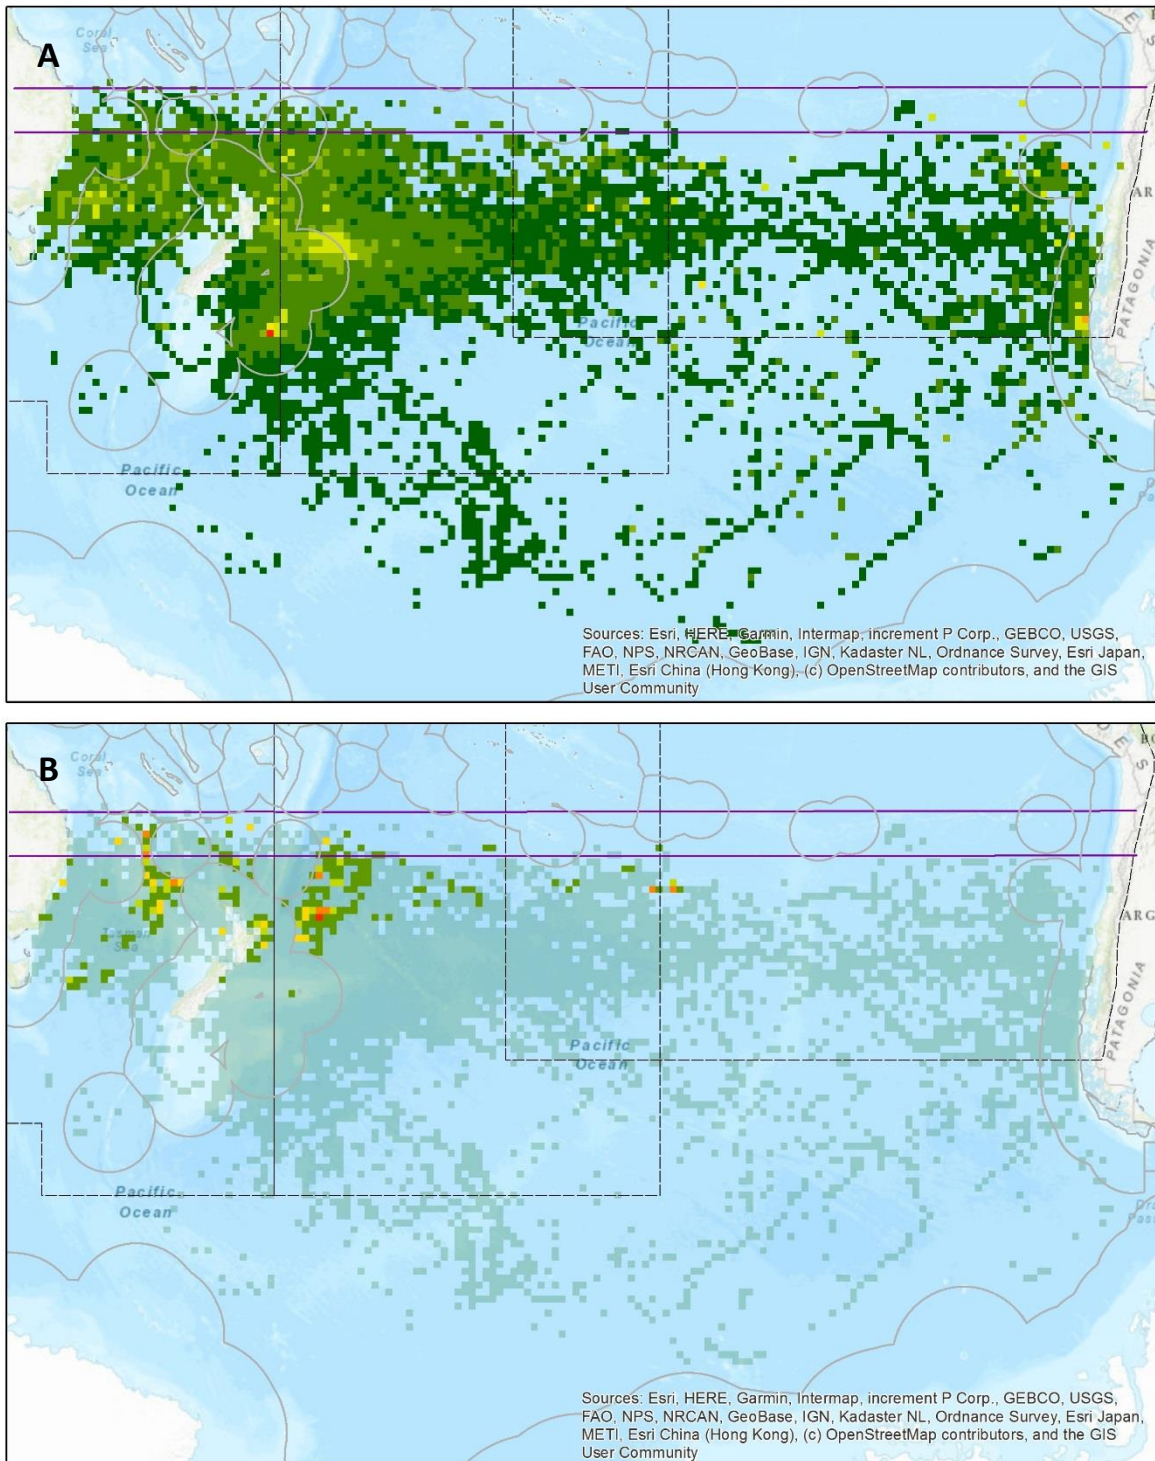 A
Coral
Sea
AR
PATAGONIA
Pacific
Ocean
Pacific
Ocean
Sources: Esri, HERE, Garmin, Intermap, increment P Corp., GEBCO, USGS,
FAO, NPS, NRCAN, GeoBase, IGN, Kadaster NL, Ordnance Survey, Esri Japan,
METI, Esri China (Hong Kong), (c) OpenStreetMap contributors, and the GIS
User Community
B
Coral
Sea
Tasman
Sea
ARG
PATAGONIA
Pacific
Ocean
Pacific
Ocean
Sources: Esri, HERE, Garmin, Intermap, increment P Corp., GEBCO, USGS,
FAO, NPS, NRCAN, GeoBase, IGN, Kadaster NL, Ordnance Survey, Esri Japan,
METI, Esri China (Hong Kong), (c) OpenStreetMap contributors, and the GIS
User Community